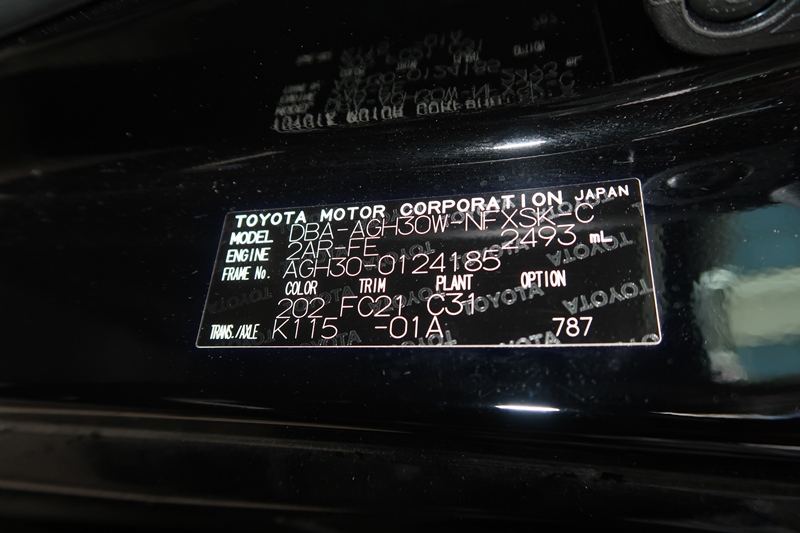 TOYOTA MOTOR CORPORATION JAPAN
MODEL DBA-AGH30W-NFXSK-C
ENGINE 2AR-FE 2493 mL
FRAME No. AGH30-0124185
COLOR TRIM PLANT OPTION
202 FC21 C31
TRANS./AXLE K115 -01A 787